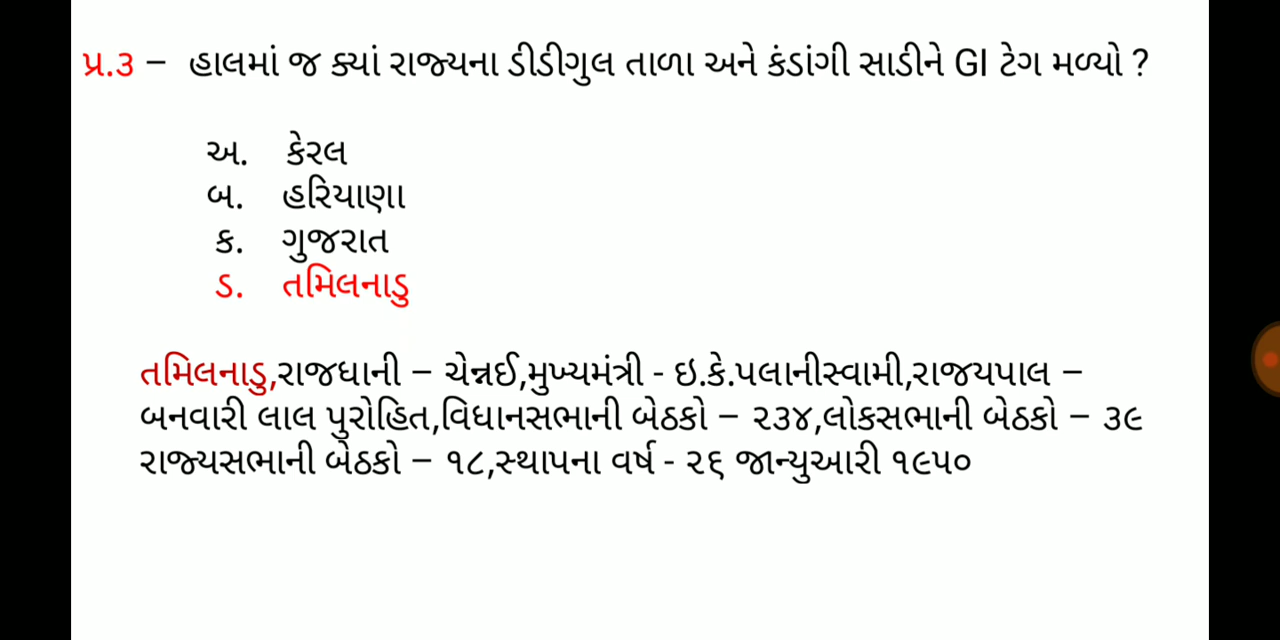 પ્ર.૩ – હાલમાં જ ક્યાં રાજ્યના ડીડીગુલ તાળા અને કંડાંગી સાડીને GI ટેગ મળ્યો ?
અ. કેરલ
બ. હરિયાણા
ક. ગુજરાત
ડ. તમિલનાડુ
તમિલનાડુ,રાજધાની – ચેન્નઈ,મુખ્યમંત્રી - ઇ.કે.પલાનીસ્વામી,રાજયપાલ –
બનવારી લાલ પુરોહિત,વિધાનસભાની બેઠકો – ૨૩૪,લોકસભાની બેઠકો – ૩૯
રાજ્યસભાની બેઠકો – ૧૮,સ્થાપના વર્ષ - ૨૬ જાન્યુઆરી ૧૯૫૦